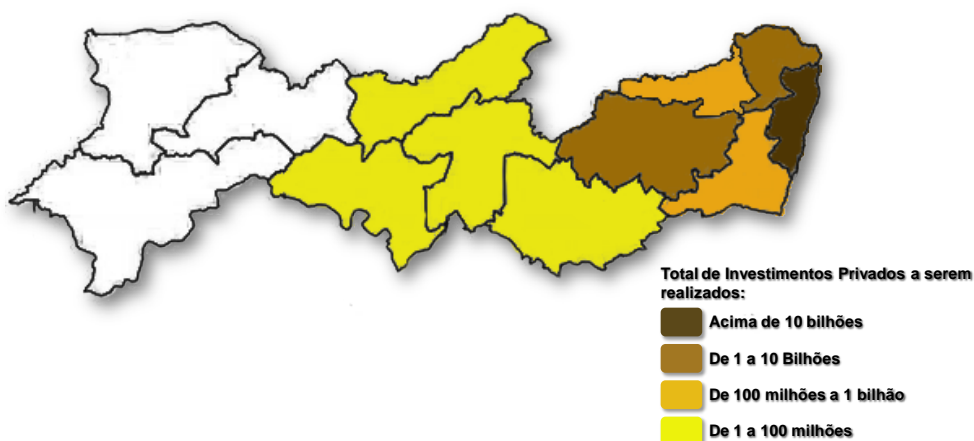 Total de Investimentos Privados a serem
realizados:
Acima de 10 bilhões
De 1 a 10 Bilhões
De 100 milhões a 1 bilhão
De 1 a 100 milhões